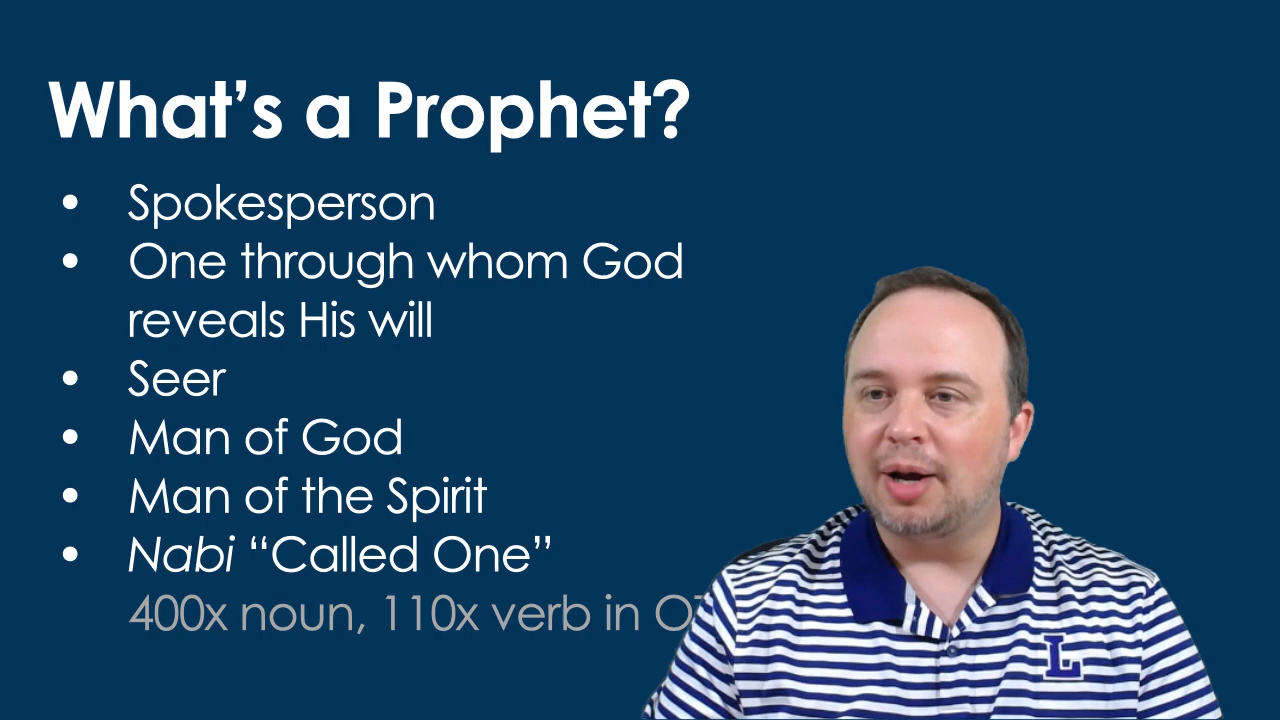 What’s a Prophet?
• Spokesperson
• One through whom God
reveals His will
• Seer
• Man of God
• Man of the Spirit
• Nabi “Called One”
400x noun, 110x verb in OT
L